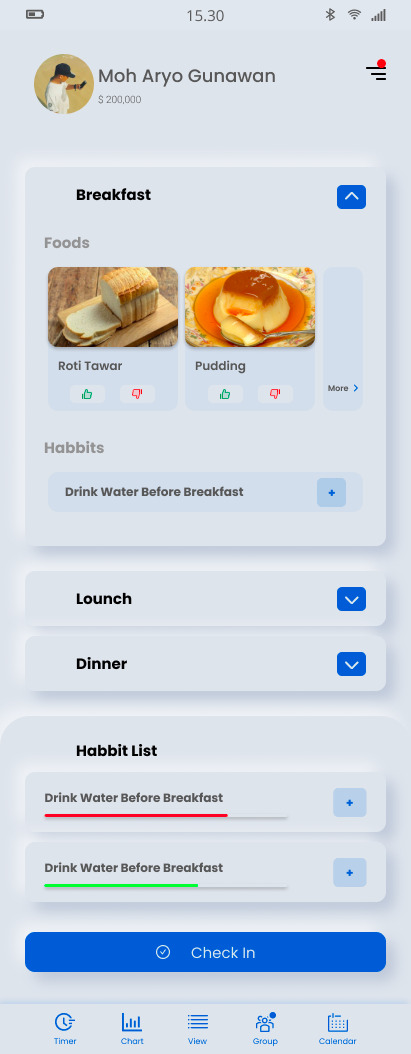 15.30
Moh Aryo Gunawan
$ 200,000
Breakfast
Foods
Roti Tawar
Pudding
More
Habbits
Drink Water Before Breakfast
+
Lounch
Dinner
Habbit List
Drink Water Before Breakfast
+
Drink Water Before Breakfast
+
Check In
Timer Chart View Group Calendar